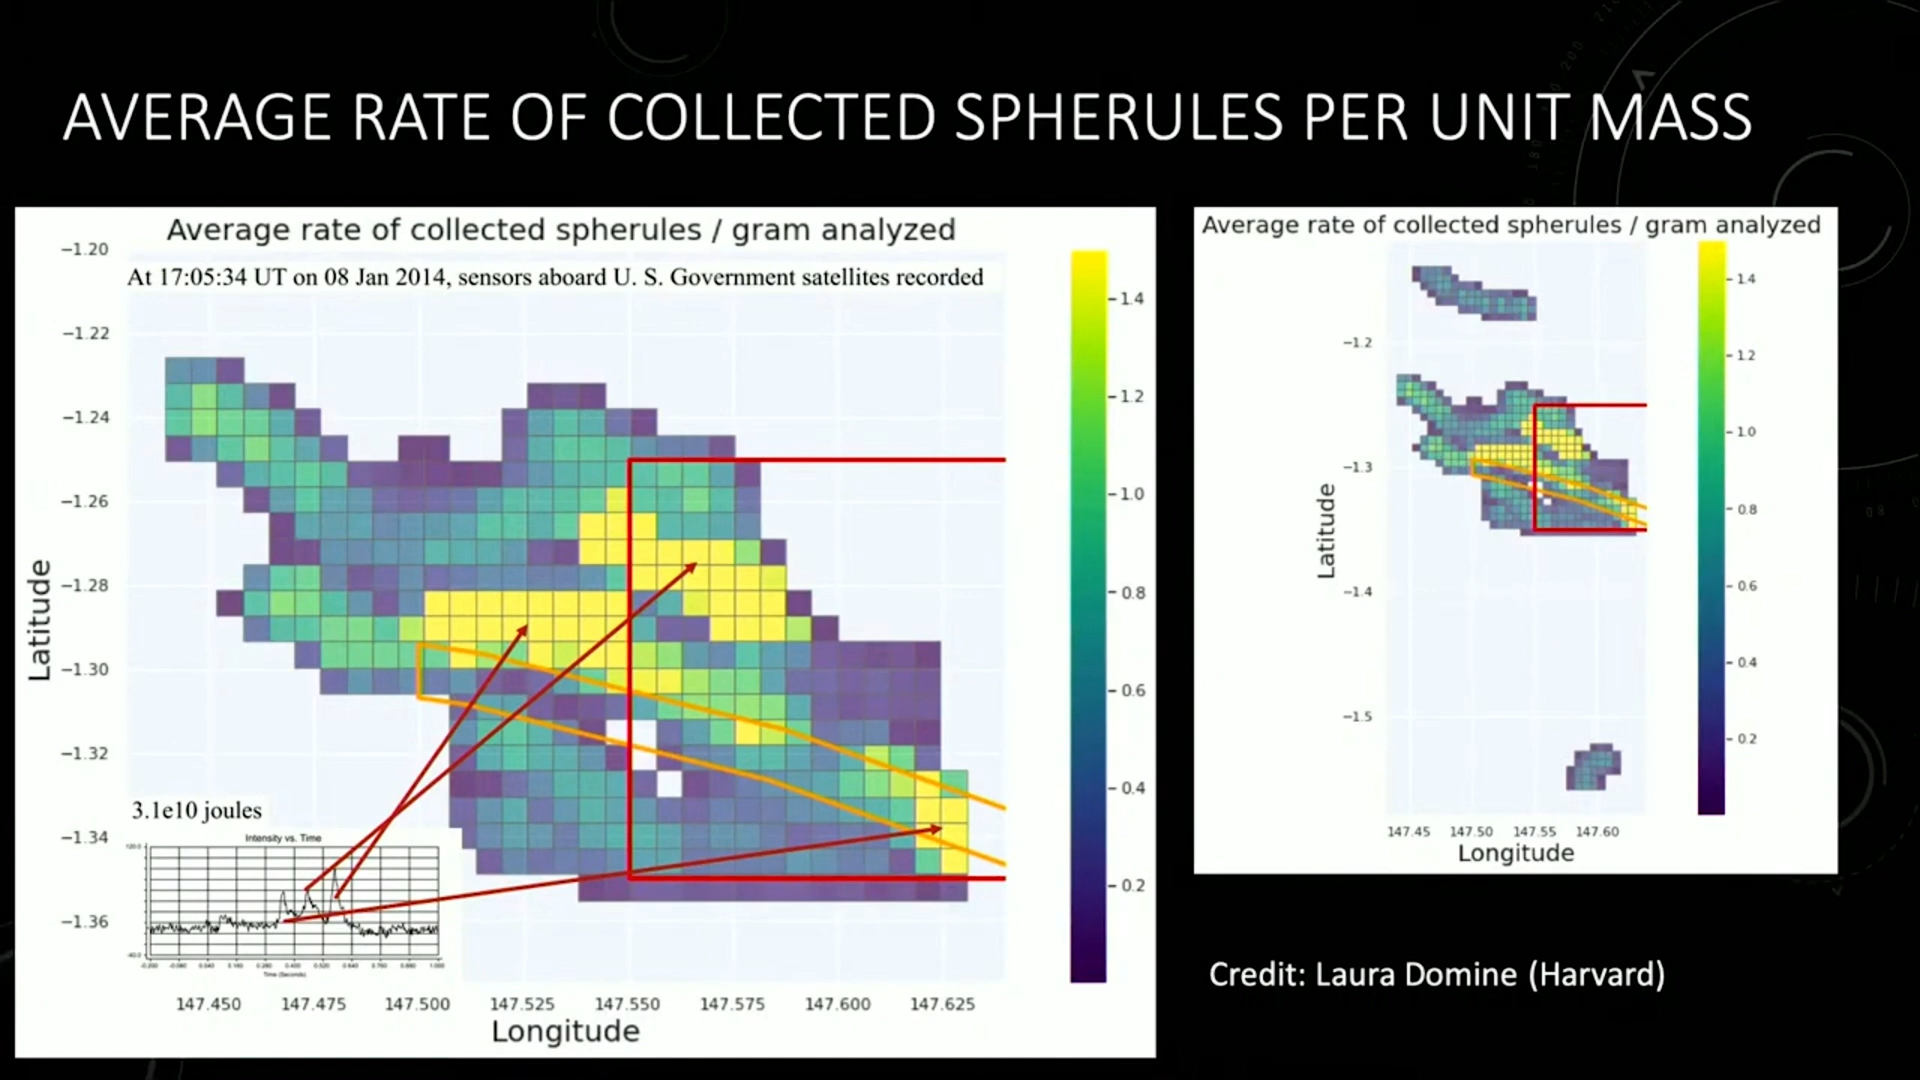 AVERAGE RATE OF COLLECTED SPHERULES PER UNIT MASS
Average rate of collected spherules / gram analyzed
At 17:05:34 UT on 08 Jan 2014, sensors aboard U. S. Government satellites recorded
−1.20
−1.22
−1.24
−1.26
−1.28
−1.30
−1.32
−1.34
−1.36
Latitude
3.1e10 joules
Intensity vs. Time
Time (Seconds)
147.450 147.475 147.500 147.525 147.550 147.575 147.600 147.625
Longitude
1.4
1.2
1.0
0.8
0.6
0.4
0.2
Average rate of collected spherules / gram analyzed
−1.2
−1.3
−1.4
−1.5
Latitude
147.45 147.50 147.55 147.60
Longitude
1.4
1.2
1.0
0.8
0.6
0.4
0.2
Credit: Laura Domine (Harvard)